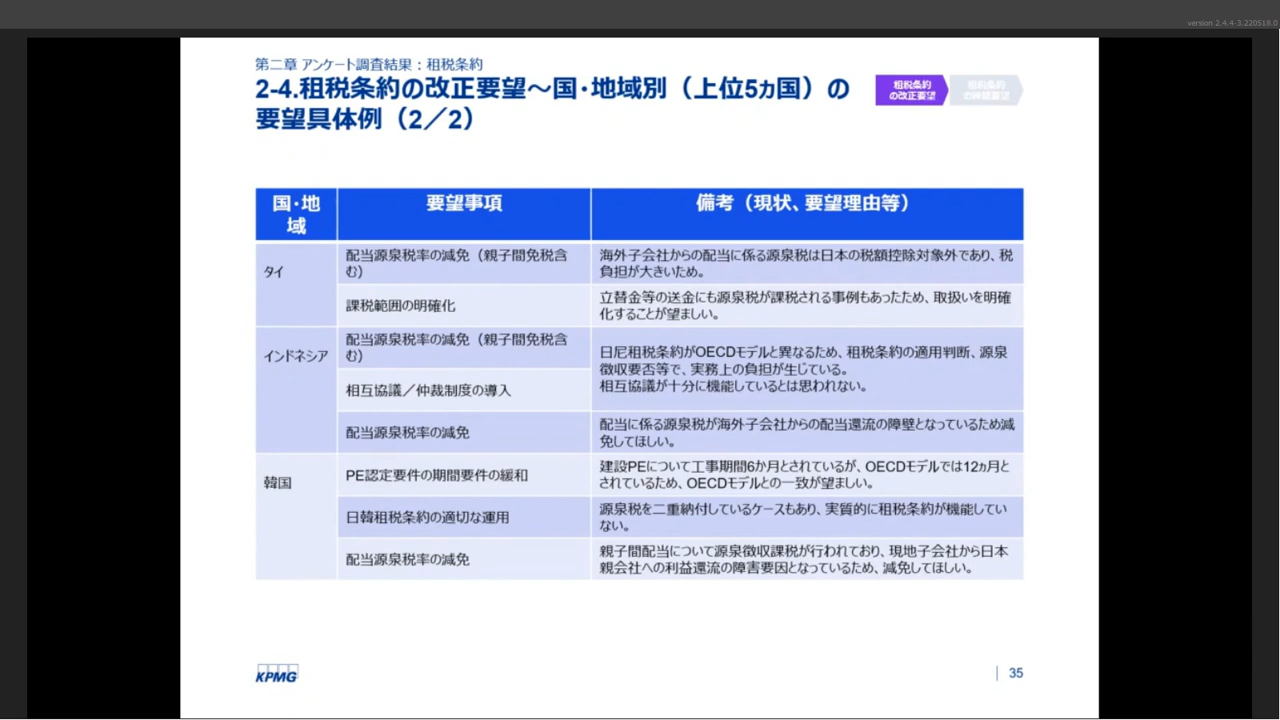 version 2.4.4-3.220518.0
第二章 アンケート調査結果：租税条約
2-4.租税条約の改正要望～国・地域別（上位5ヵ国）の
要望具体例（2／2）
租税条約
の改正要望
租税条約
国・地
域
要望事項
備考（現状、要望理由等）
タイ
配当源泉税率の減免（親子間免税含
む）
海外子会社からの配当に係る源泉税は日本の税額控除対象外であり、税
負担が大きいため。
課税範囲の明確化
立替金等の送金にも源泉税が課税される事例もあったため、取扱いを明確
化することが望ましい。
インドネシア
配当源泉税率の減免（親子間免税含
む）
日尼租税条約がOECDモデルと異なるため、租税条約の適用判断、源泉
徴収要否等で、実務上の負担が生じている。
相互協議が十分に機能しているとは思われない。
相互協議／仲裁制度の導入
配当源泉税率の減免
配当に係る源泉税が海外子会社からの配当還流の障壁となっているため減
免してほしい。
韓国
PE認定要件の期間要件の緩和
建設PEについて工事期間6か月とされているが、OECDモデルでは12ヵ月と
されているため、OECDモデルとの一致が望ましい。
日韓租税条約の適切な運用
源泉税を二重納付しているケースもあり、実質的に租税条約が機能してい
ない。
配当源泉税率の減免
親子間配当について源泉徴収課税が行われており、現地子会社から日本
親会社への利益還流の障害要因となっているため、減免してほしい。
KPMG
35